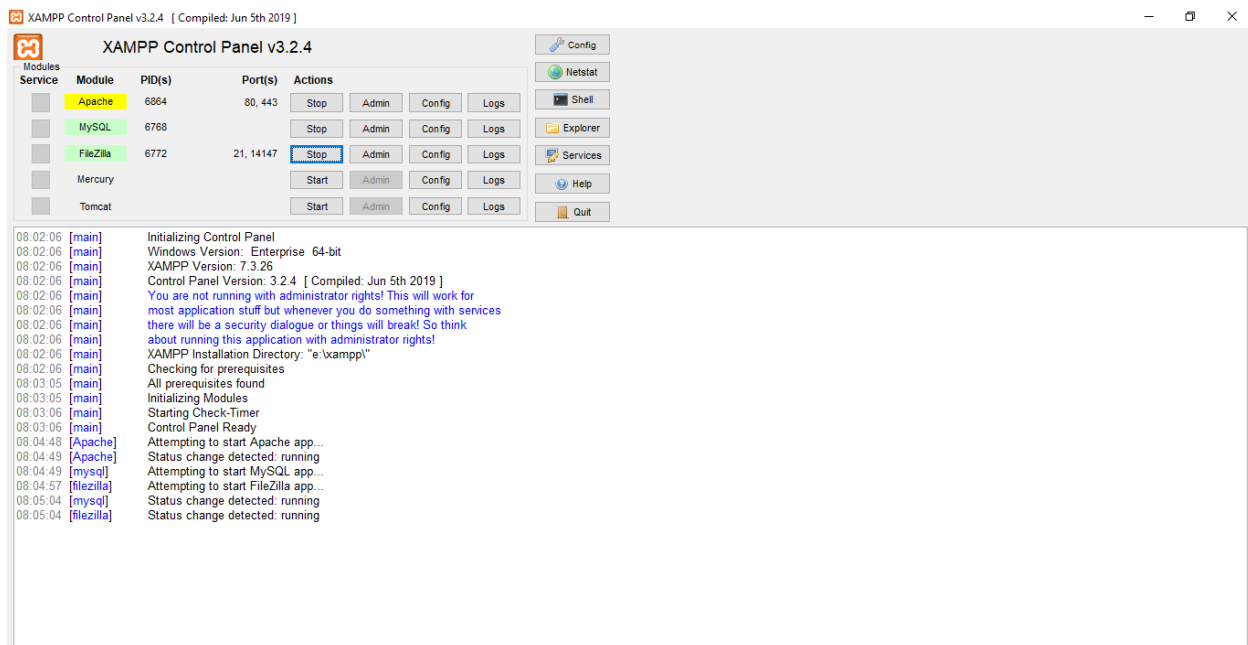 XAMPP Control Panel v3.2.4 [ Compiled: Jun 5th 2019 ]
XAMPP Control Panel v3.2.4
Config
Modules
Service Module PID(s) Port(s) Actions
Netstat
Apache 6864 80, 443 Stop Admin Config Logs
Shell
MySQL 6768 Stop Admin Config Logs
Explorer
FileZilla 6772 21, 14147 Stop Admin Config Logs
Services
Mercury Start Admin Config Logs
Help
Tomcat Start Admin Config Logs
Quit
08:02:06 [main] Initializing Control Panel
08:02:06 [main] Windows Version: Enterprise 64-bit
08:02:06 [main] XAMPP Version: 7.3.26
08:02:06 [main] Control Panel Version: 3.2.4 [ Compiled: Jun 5th 2019 ]
08:02:06 [main] You are not running with administrator rights! This will work for
08:02:06 [main] most application stuff but whenever you do something with services
08:02:06 [main] there will be a security dialogue or things will break! So think
08:02:06 [main] about running this application with administrator rights!
08:02:06 [main] XAMPP Installation Directory: "e:\xampp\"
08:02:06 [main] Checking for prerequisites
08:03:05 [main] All prerequisites found
08:03:05 [main] Initializing Modules
08:03:06 [main] Starting Check-Timer
08:03:06 [main] Control Panel Ready
08:04:48 [Apache] Attempting to start Apache app...
08:04:49 [Apache] Status change detected: running
08:04:49 [mysql] Attempting to start MySQL app...
08:04:57 [filezilla] Attempting to start FileZilla app...
08:05:04 [mysql] Status change detected: running
08:05:04 [filezilla] Status change detected: running